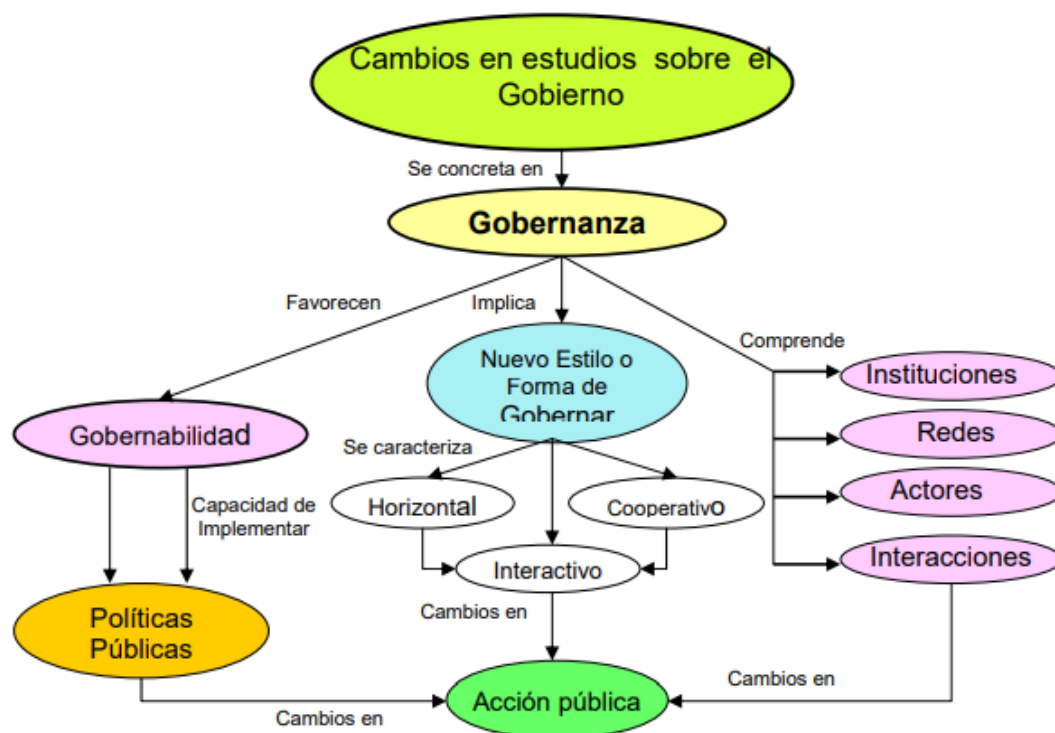 Cambios en estudios sobre el
Gobierno
Se concreta en
Gobernanza
Favorecen
Implica
Comprende
Nuevo Estilo o
Forma de
Gobernar
Instituciones
Redes
Actores
Interacciones
Gobernabilidad
Se caracteriza
Capacidad de
Implementar
Horizontal
Cooperativo
Interactivo
Políticas
Públicas
Cambios en
Acción pública
Cambios en
Cambios en